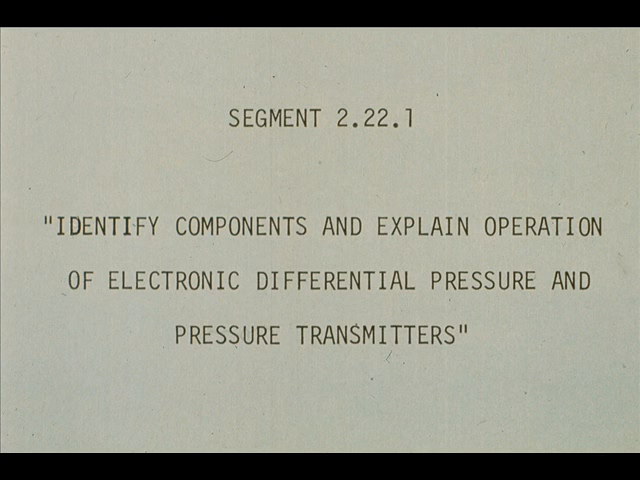 SEGMENT 2.22.1
"IDENTIFY COMPONENTS AND EXPLAIN OPERATION
OF ELECTRONIC DIFFERENTIAL PRESSURE AND
PRESSURE TRANSMITTERS"